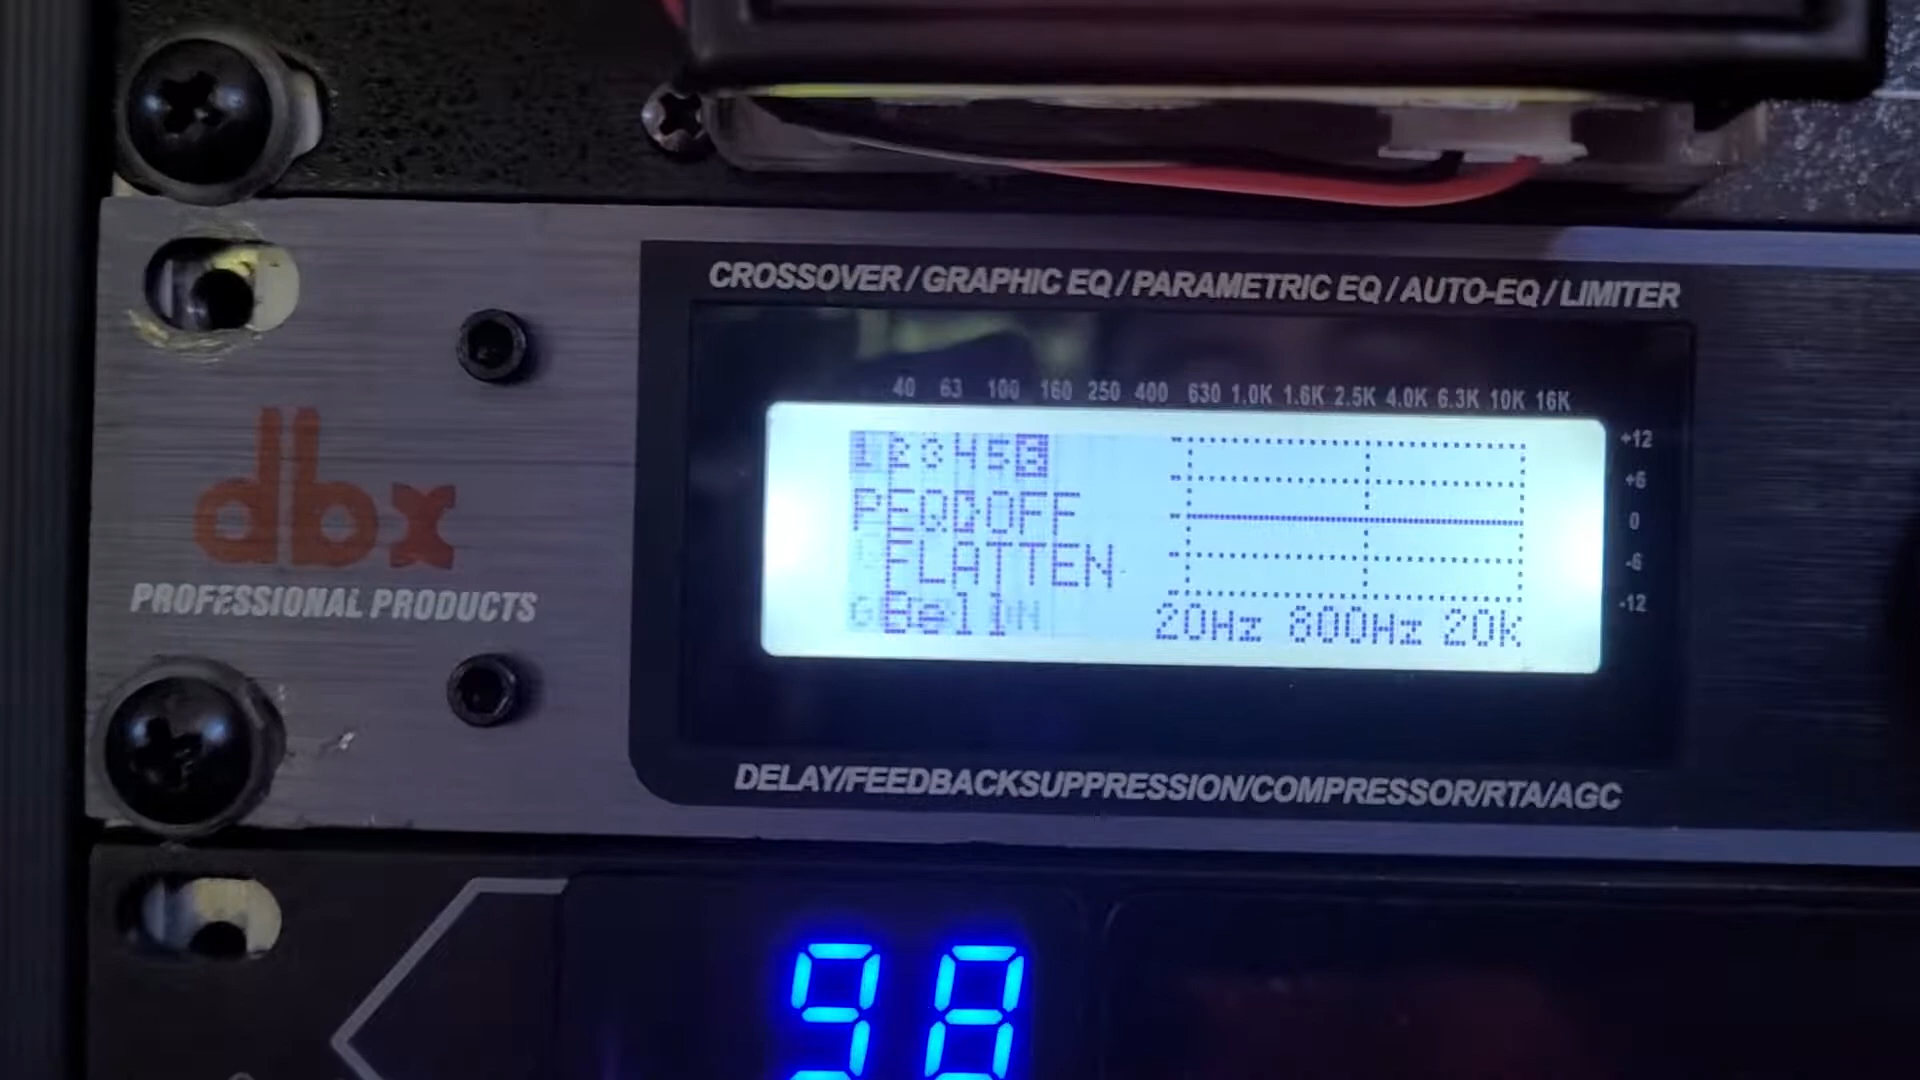 CROSSOVER / GRAPHIC EQ / PARAMETRIC EQ / AUTO-EQ / LIMITER
40 63 100 160 250 400 630 1.0K 1.6K 2.5K 4.0K 6.3K 10K 16K
+12
+6
0
-6
-12
123456
PEQ OFF
FLATTEN
Bell
20Hz 800Hz 20K
dbx
PROFESSIONAL PRODUCTS
DELAY/FEEDBACKSUPPRESSION/COMPRESSOR/RTA/AGC
98